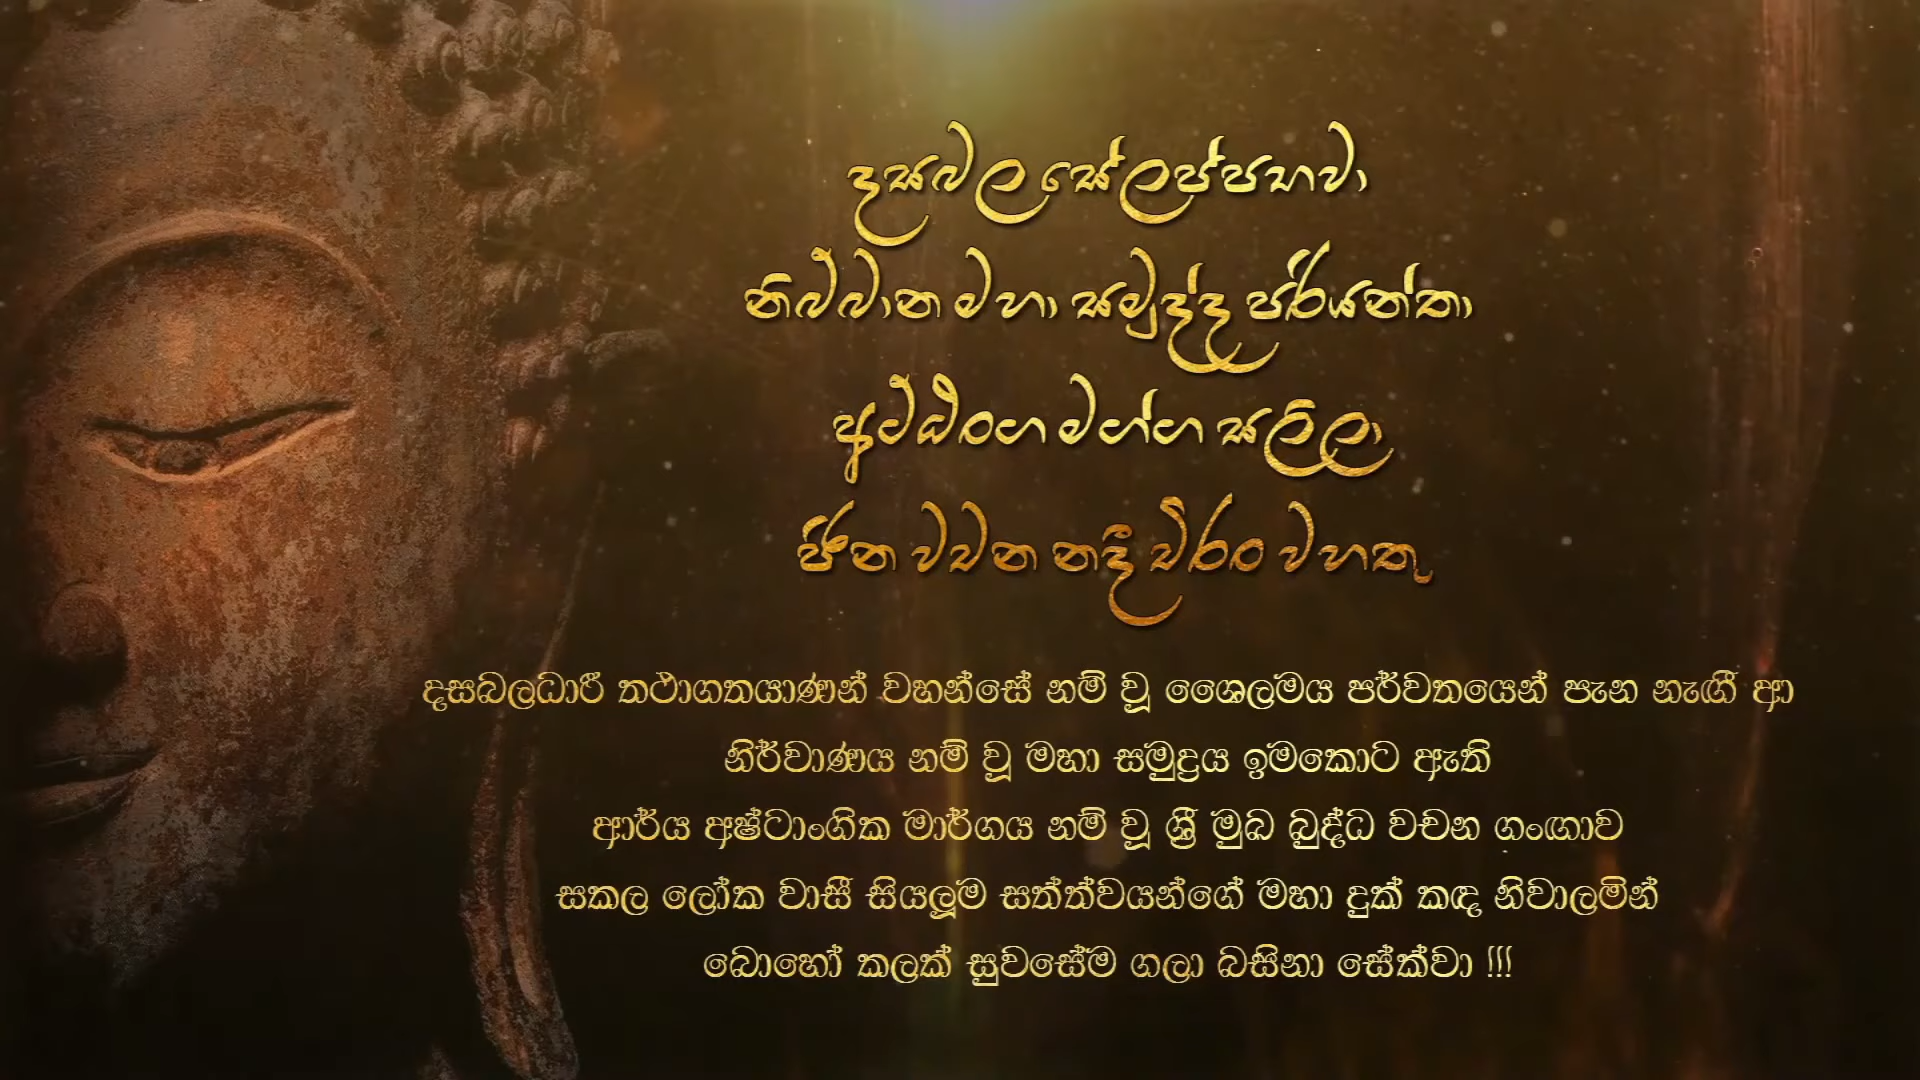 දසබල සේලප්පභවා
නිබ්බාන මහා සමුද්ද පරියන්තා
අට්ඨංග මග්ග සලිලා
ජින වචන නදී චිරං වහතු
දසබලධාරී තථාගතයාණන් වහන්සේ නම් වූ ශෛලමය පර්වතයෙන් පැන නැඟී ආ
නිර්වාණය නම් වූ මහා සමුද්‍රය ඉමකොට ඇති
ආර්ය අෂ්ටාංගික මාර්ගය නම් වූ ශ්‍රී මුඛ බුද්ධ වචන ගංඟාව
සකල ලෝක වාසී සියලූම සත්ත්වයන්ගේ මහා දුක් කඳ නිවාලමින්
බොහෝ කලක් සුවසේම ගලා බසිනා සේක්වා !!!